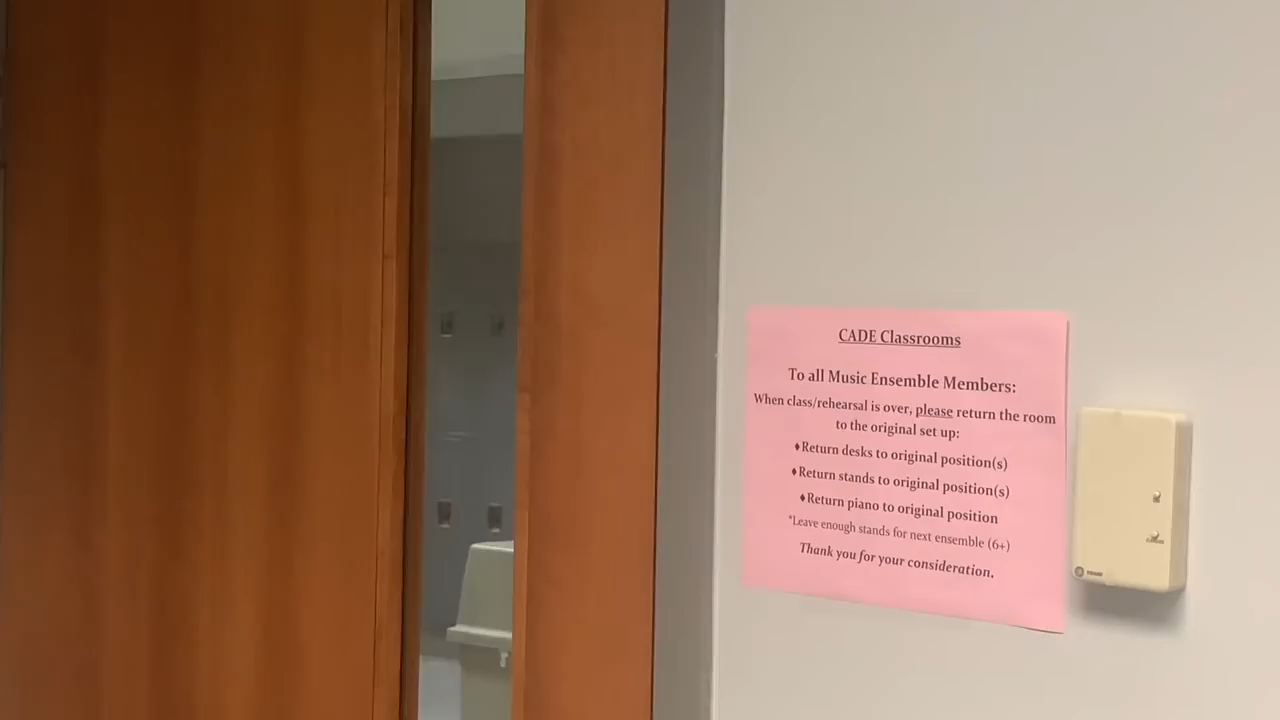 CADE Classrooms
To all Music Ensemble Members:
When class/rehearsal is over, please return the room
to the original set up:
♦Return desks to original position(s)
♦Return stands to original position(s)
♦Return piano to original position
*Leave enough stands for next ensemble (6+)
Thank you for your consideration.